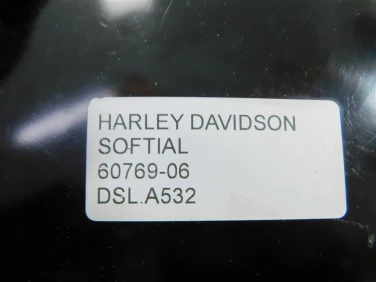 HARLEY DAVIDSON
SOFTIAL
60769-06
DSL.A532